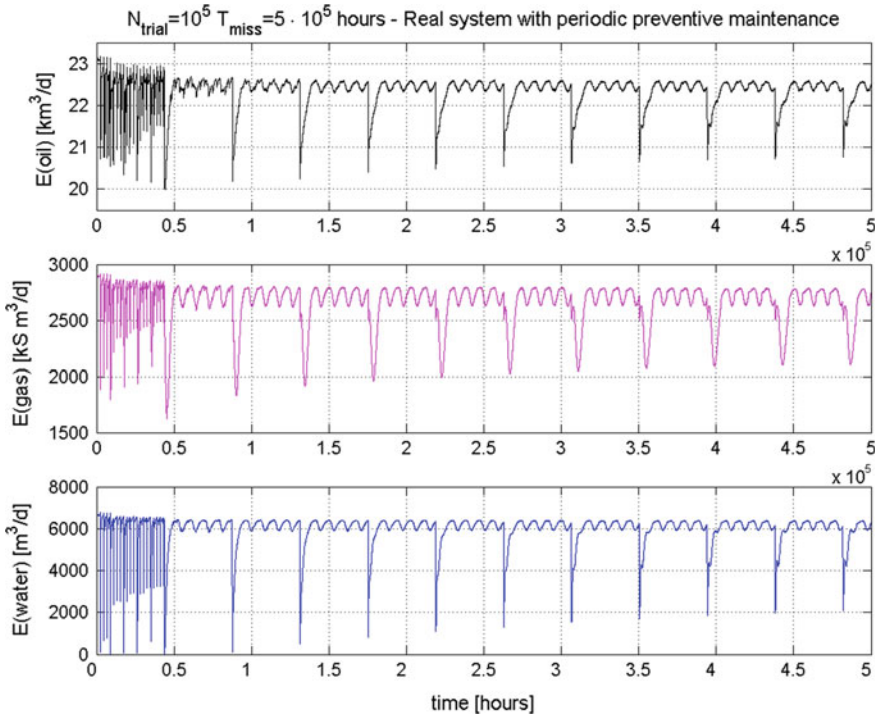 N_trial=10^5 T_miss=5 · 10^5 hours - Real system with periodic preventive maintenance
E(oil) [km^3/d]
23
22
21
20
0 0.5 1 1.5 2 2.5 3 3.5 4 4.5 5
x 10^5
E(gas) [kS m^3/d]
3000
2500
2000
1500
0 0.5 1 1.5 2 2.5 3 3.5 4 4.5 5
x 10^5
E(water) [m^3/d]
8000
6000
4000
2000
0
0 0.5 1 1.5 2 2.5 3 3.5 4 4.5 5
time [hours]